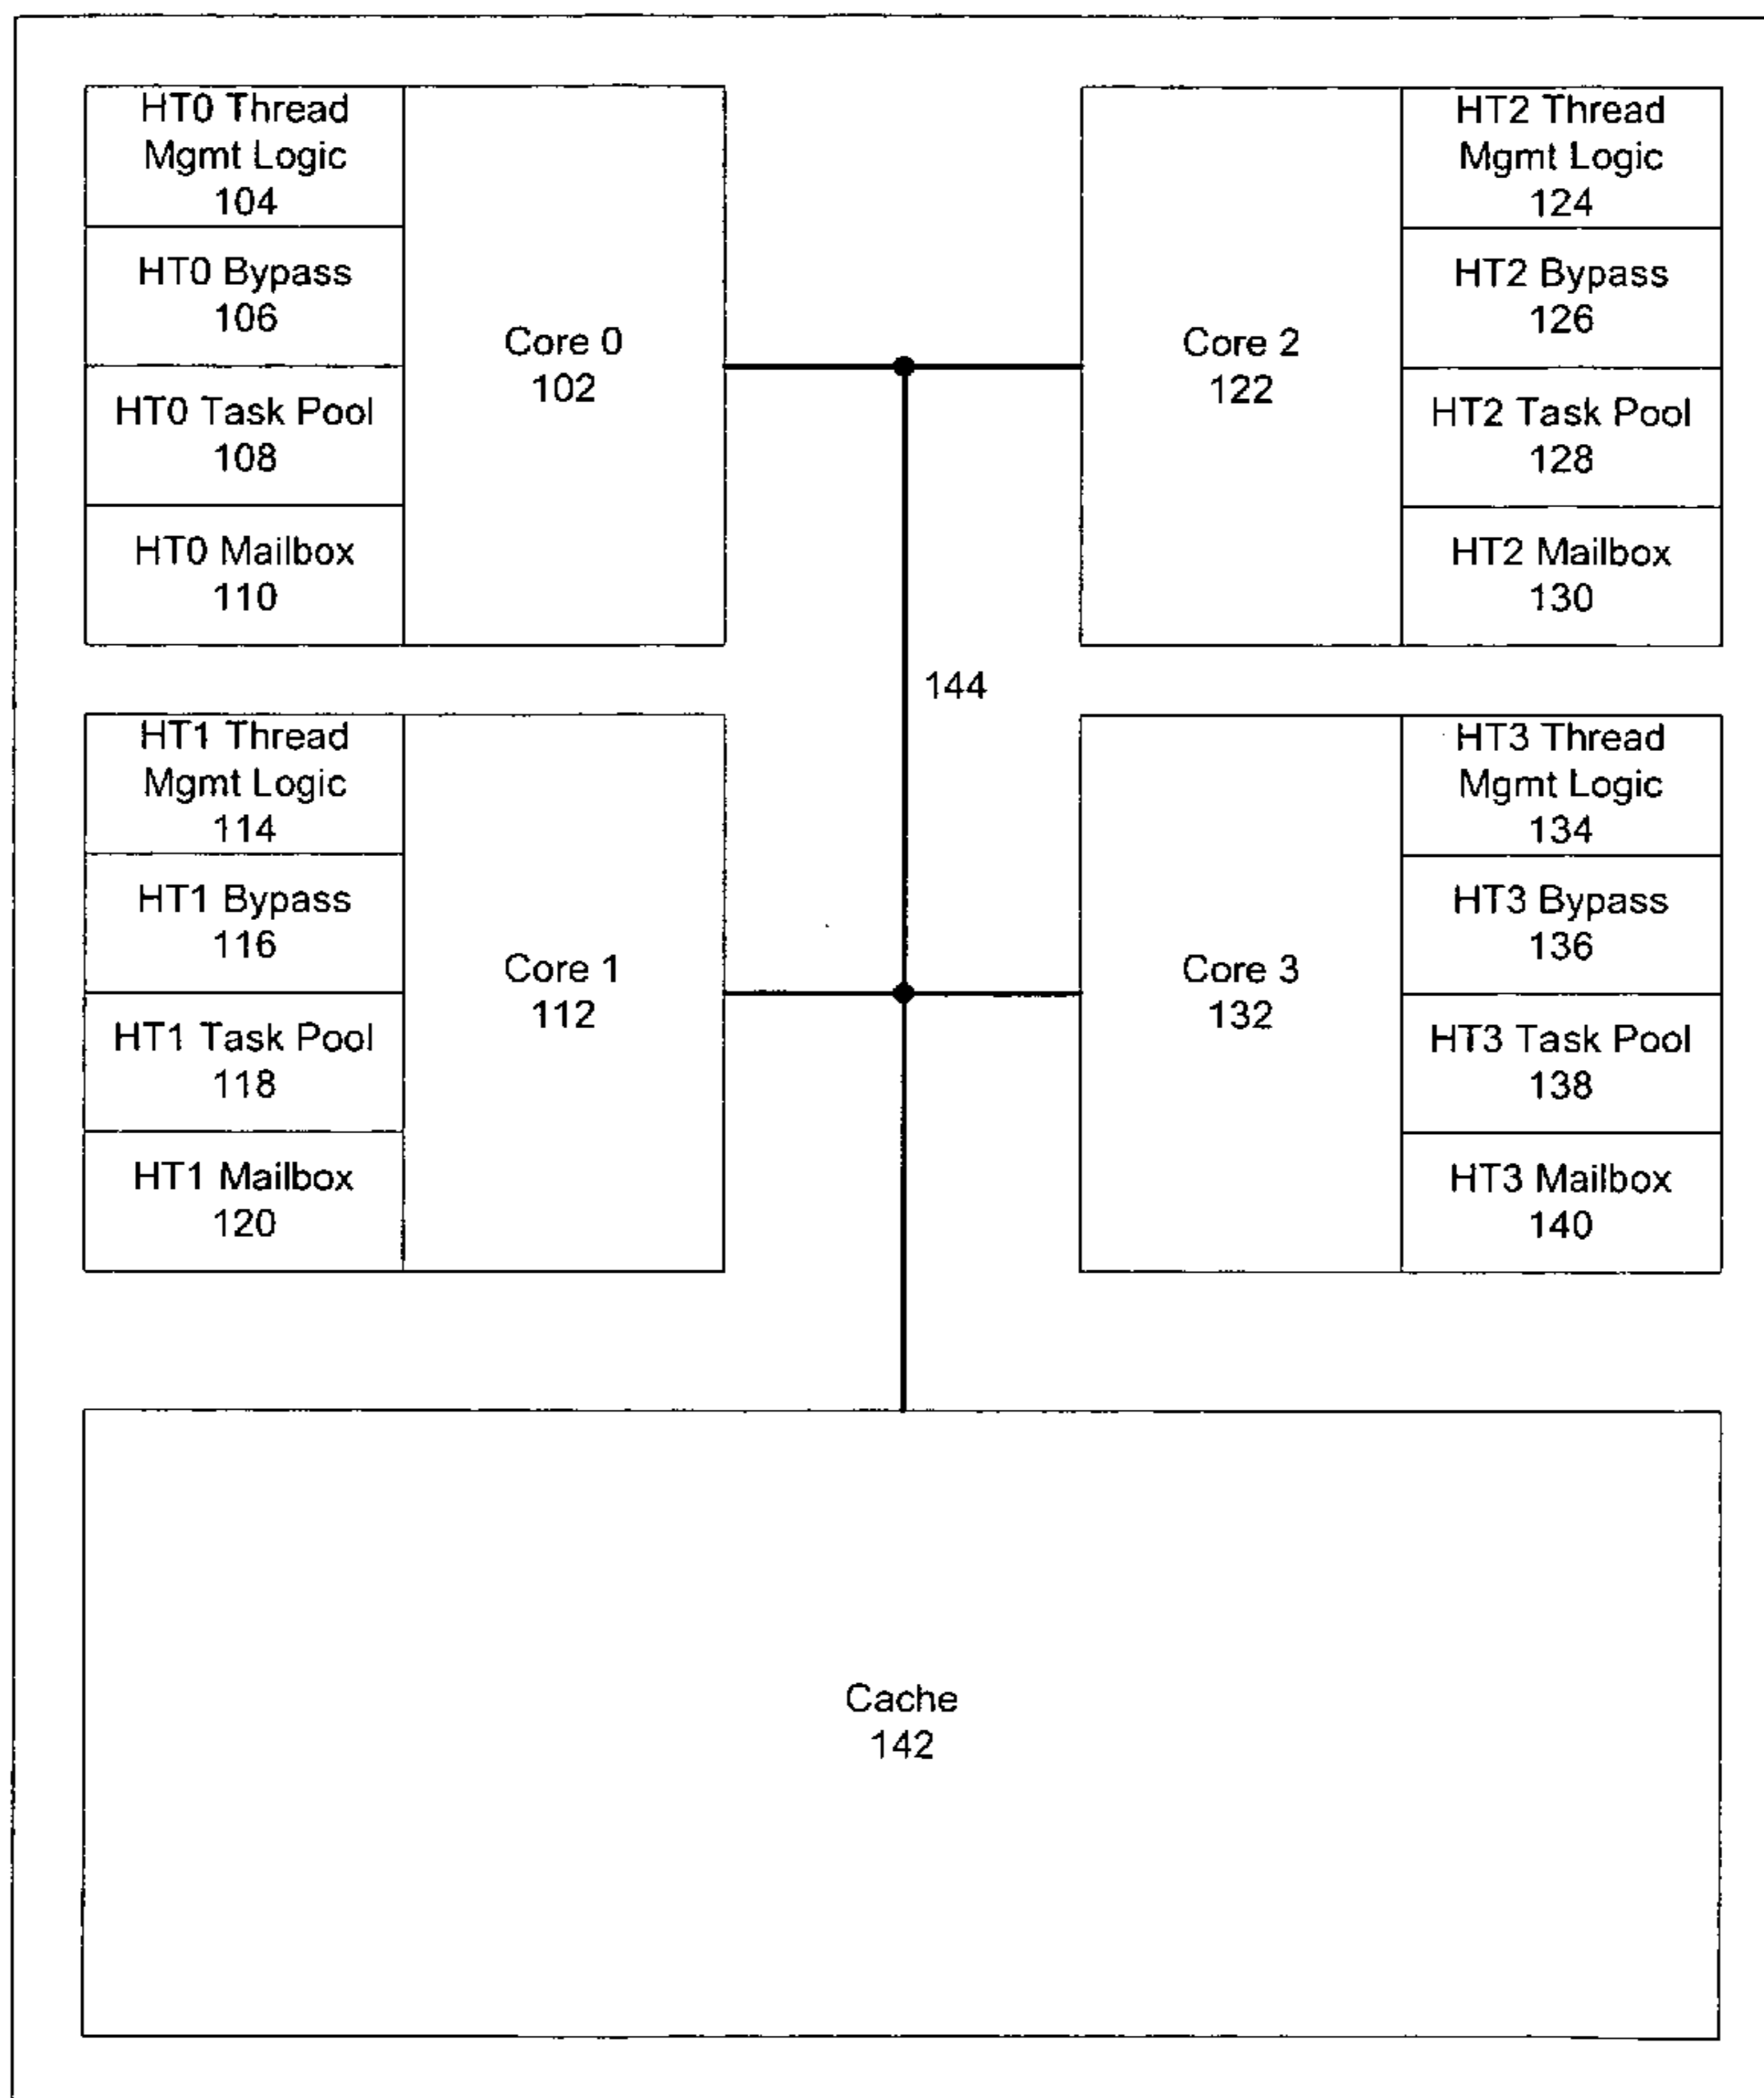 HT0 Thread
Mgmt Logic
104
HT0 Bypass
106
HT0 Task Pool
108
HT0 Mailbox
110
Core 0
102
Core 2
122
HT2 Thread
Mgmt Logic
124
HT2 Bypass
126
HT2 Task Pool
128
HT2 Mailbox
130
144
HT1 Thread
Mgmt Logic
114
HT1 Bypass
116
HT1 Task Pool
118
HT1 Mailbox
120
Core 1
112
Core 3
132
HT3 Thread
Mgmt Logic
134
HT3 Bypass
136
HT3 Task Pool
138
HT3 Mailbox
140
Cache
142